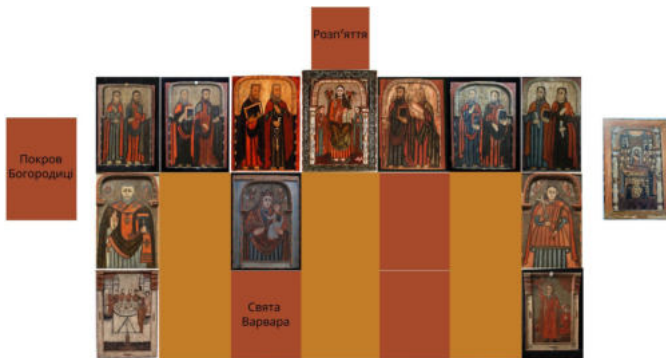 Розп'яття
Покров
Богородиці
Свята
Варвара